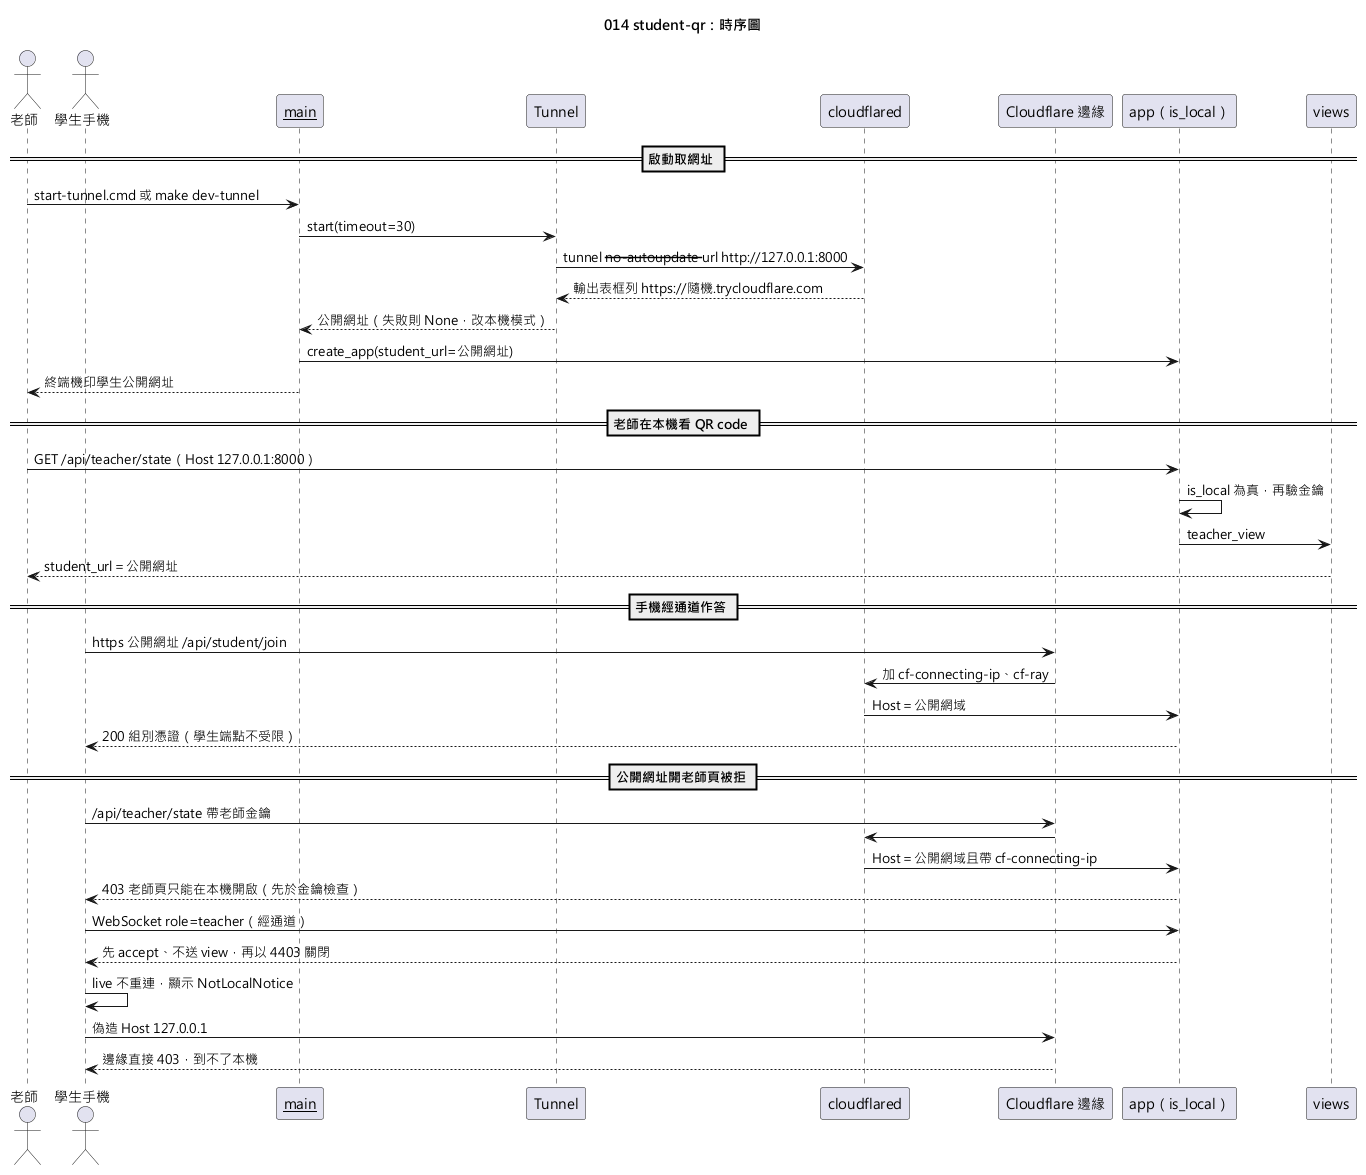 014 student-qr：時序圖
老師
學生手機
main
Tunnel
cloudflared
Cloudflare 邊緣
app（is_local）
views
啟動取網址
start-tunnel.cmd 或 make dev-tunnel
start(timeout=30)
tunnel no-autoupdate url http://127.0.0.1:8000
輸出表框列 https://隨機.trycloudflare.com
公開網址（失敗則 None，改本機模式）
create_app(student_url=公開網址)
終端機印學生公開網址
老師在本機看 QR code
GET /api/teacher/state（Host 127.0.0.1:8000）
is_local 為真，再驗金鑰
teacher_view
student_url = 公開網址
手機經通道作答
https 公開網址 /api/student/join
加 cf-connecting-ip、cf-ray
Host = 公開網域
200 組別憑證（學生端點不受限）
公開網址開老師頁被拒
/api/teacher/state 帶老師金鑰
Host = 公開網域且帶 cf-connecting-ip
403 老師頁只能在本機開啟（先於金鑰檢查）
WebSocket role=teacher（經通道）
先 accept、不送 view，再以 4403 關閉
live 不重連，顯示 NotLocalNotice
偽造 Host 127.0.0.1
邊緣直接 403，到不了本機
老師
學生手機
main
Tunnel
cloudflared
Cloudflare 邊緣
app（is_local）
views